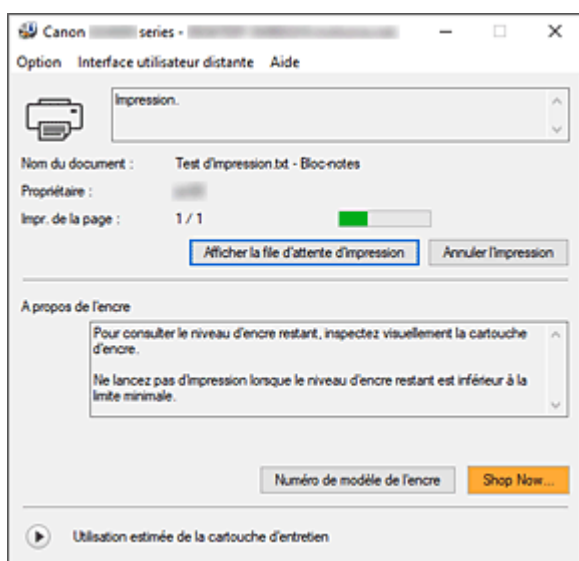 Canon series -
Option Interface utilisateur distante Aide
Impression.
Nom du document : Test d'impression.txt - Bloc-notes
Propriétaire :
Impr. de la page : 1 / 1
Afficher la file d'attente d'impression Annuler l'impression
A propos de l'encre
Pour consulter le niveau d'encre restant, inspectez visuellement la cartouche
d'encre.
Ne lancez pas d'impression lorsque le niveau d'encre restant est inférieur à la
limite minimale.
Numéro de modèle de l'encre Shop Now...
Utilisation estimée de la cartouche d'entretien